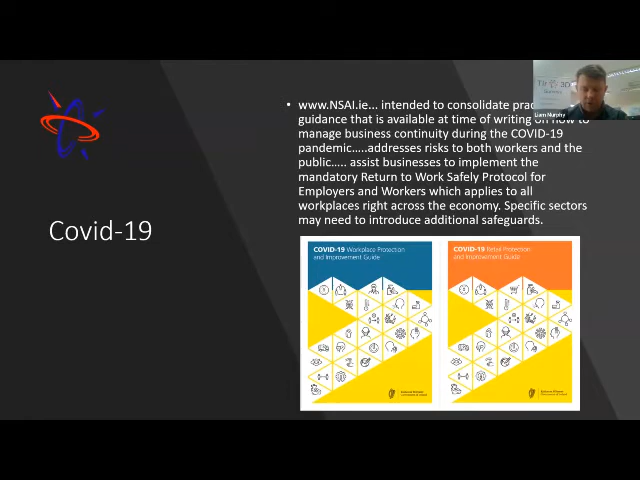 www.NSAI.ie... intended to consolidate
guidance that is available at time of writing on how to
manage business continuity during the COVID-19
pandemic.....addresses risks to both workers and the
public..... assist businesses to implement the
mandatory Return to Work Safely Protocol for
Employers and Workers which applies to all
workplaces right across the economy. Specific sectors
may need to introduce additional safeguards.
Liam Murphy
Covid-19
COVID-19 Workplace Protection
and Improvement Guide
COVID-19 Retail Protection
and Improvement Guide